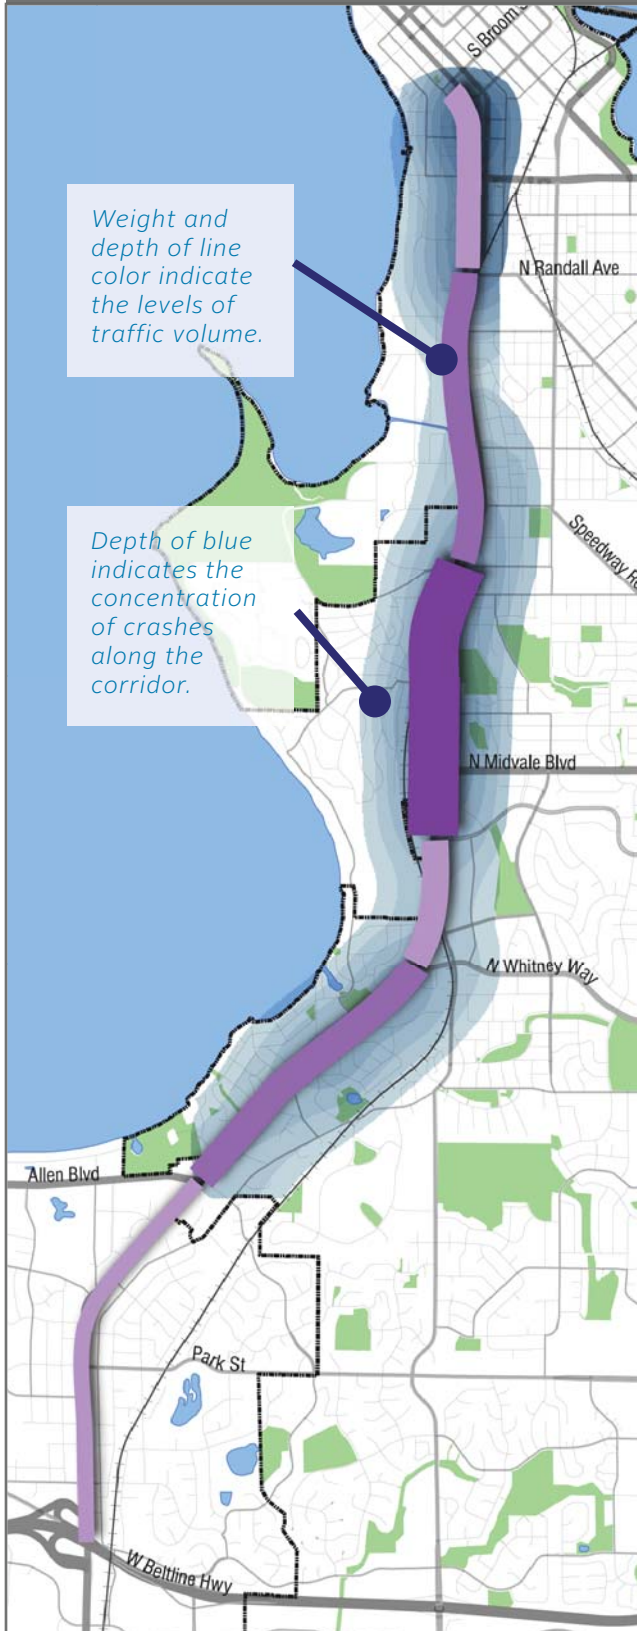 S Broom
Weight and
depth of line
color indicate
the levels of
traffic volume.
N Randall Ave
Depth of blue
indicates the
concentration
of crashes
along the
corridor.
Speedway
N Midvale Blvd
N Whitney Way
Allen Blvd
Park St
W Beltline Hwy